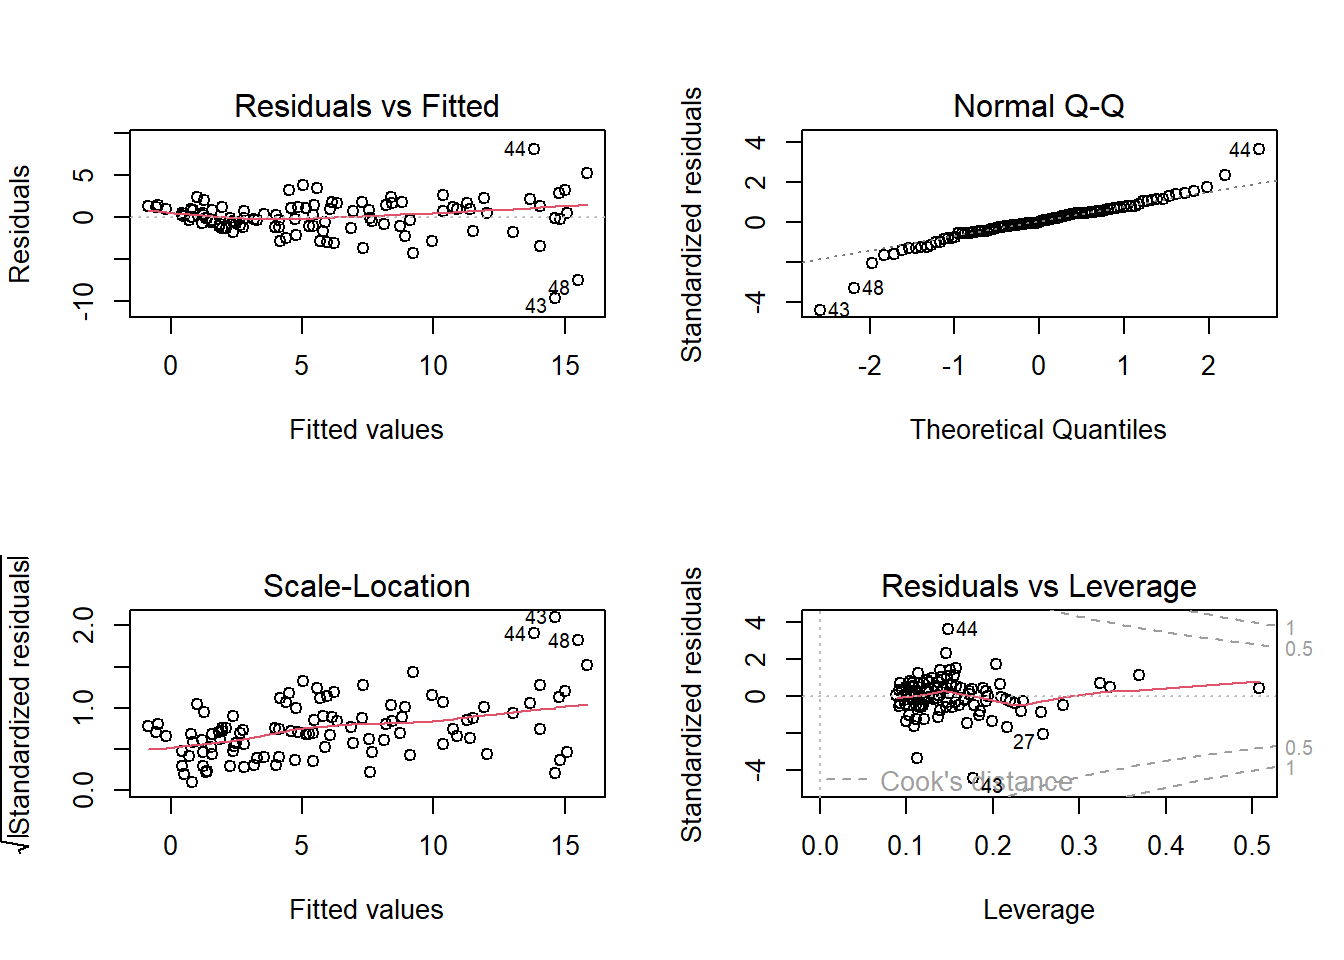 Residuals vs Fitted
Residuals
5
0
-10
44
48
43
0 5 10 15
Fitted values
Normal Q-Q
Standardized residuals
4
2
0
-4
44
48
43
-2 -1 0 1 2
Theoretical Quantiles
Scale-Location
√|Standardized residuals|
2.0
1.0
0.0
43
44
48
0 5 10 15
Fitted values
Residuals vs Leverage
Standardized residuals
4
2
0
-4
44
27
43
1
0.5
0.5
1
Cook's distance
0.0 0.1 0.2 0.3 0.4 0.5
Leverage